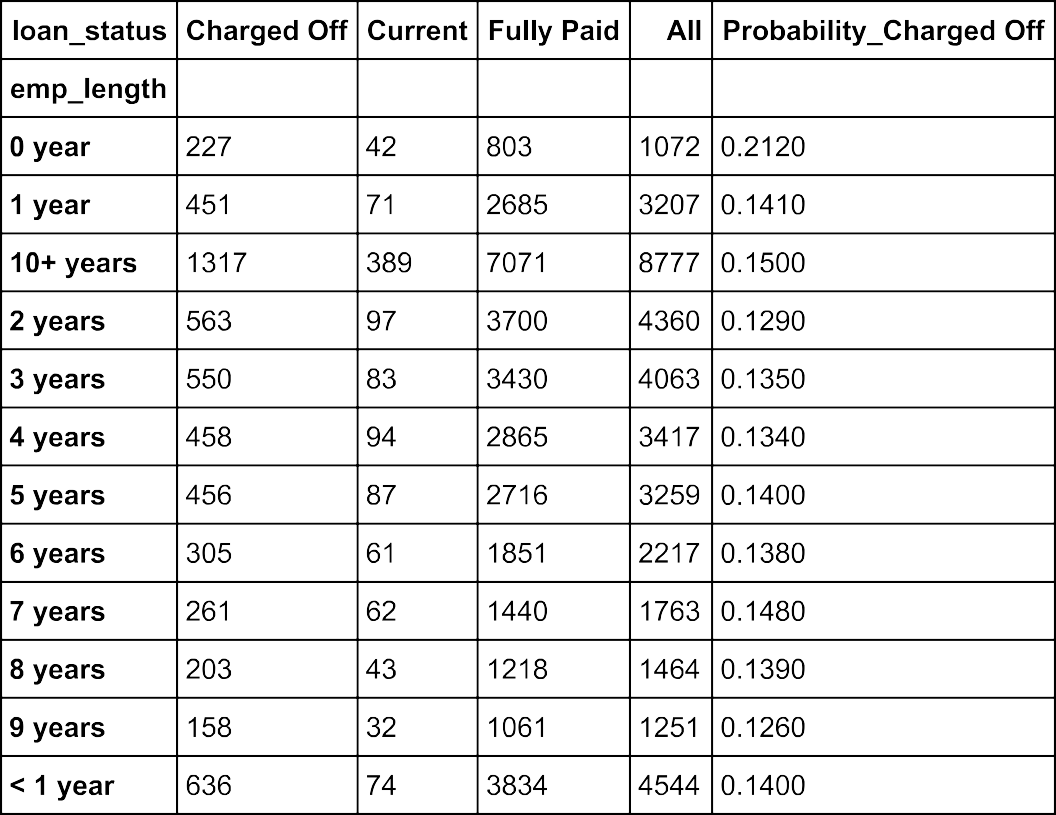 loan_status Charged Off Current Fully Paid All Probability_Charged Off
emp_length
0 year 227 42 803 1072 0.2120
1 year 451 71 2685 3207 0.1410
10+ years 1317 389 7071 8777 0.1500
2 years 563 97 3700 4360 0.1290
3 years 550 83 3430 4063 0.1350
4 years 458 94 2865 3417 0.1340
5 years 456 87 2716 3259 0.1400
6 years 305 61 1851 2217 0.1380
7 years 261 62 1440 1763 0.1480
8 years 203 43 1218 1464 0.1390
9 years 158 32 1061 1251 0.1260
< 1 year 636 74 3834 4544 0.1400